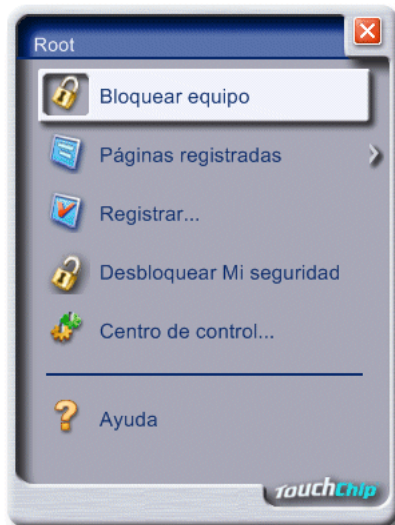 Root
Bloquear equipo
Páginas registradas
Registrar...
Desbloquear Mi seguridad
Centro de control...
Ayuda
TouchChip